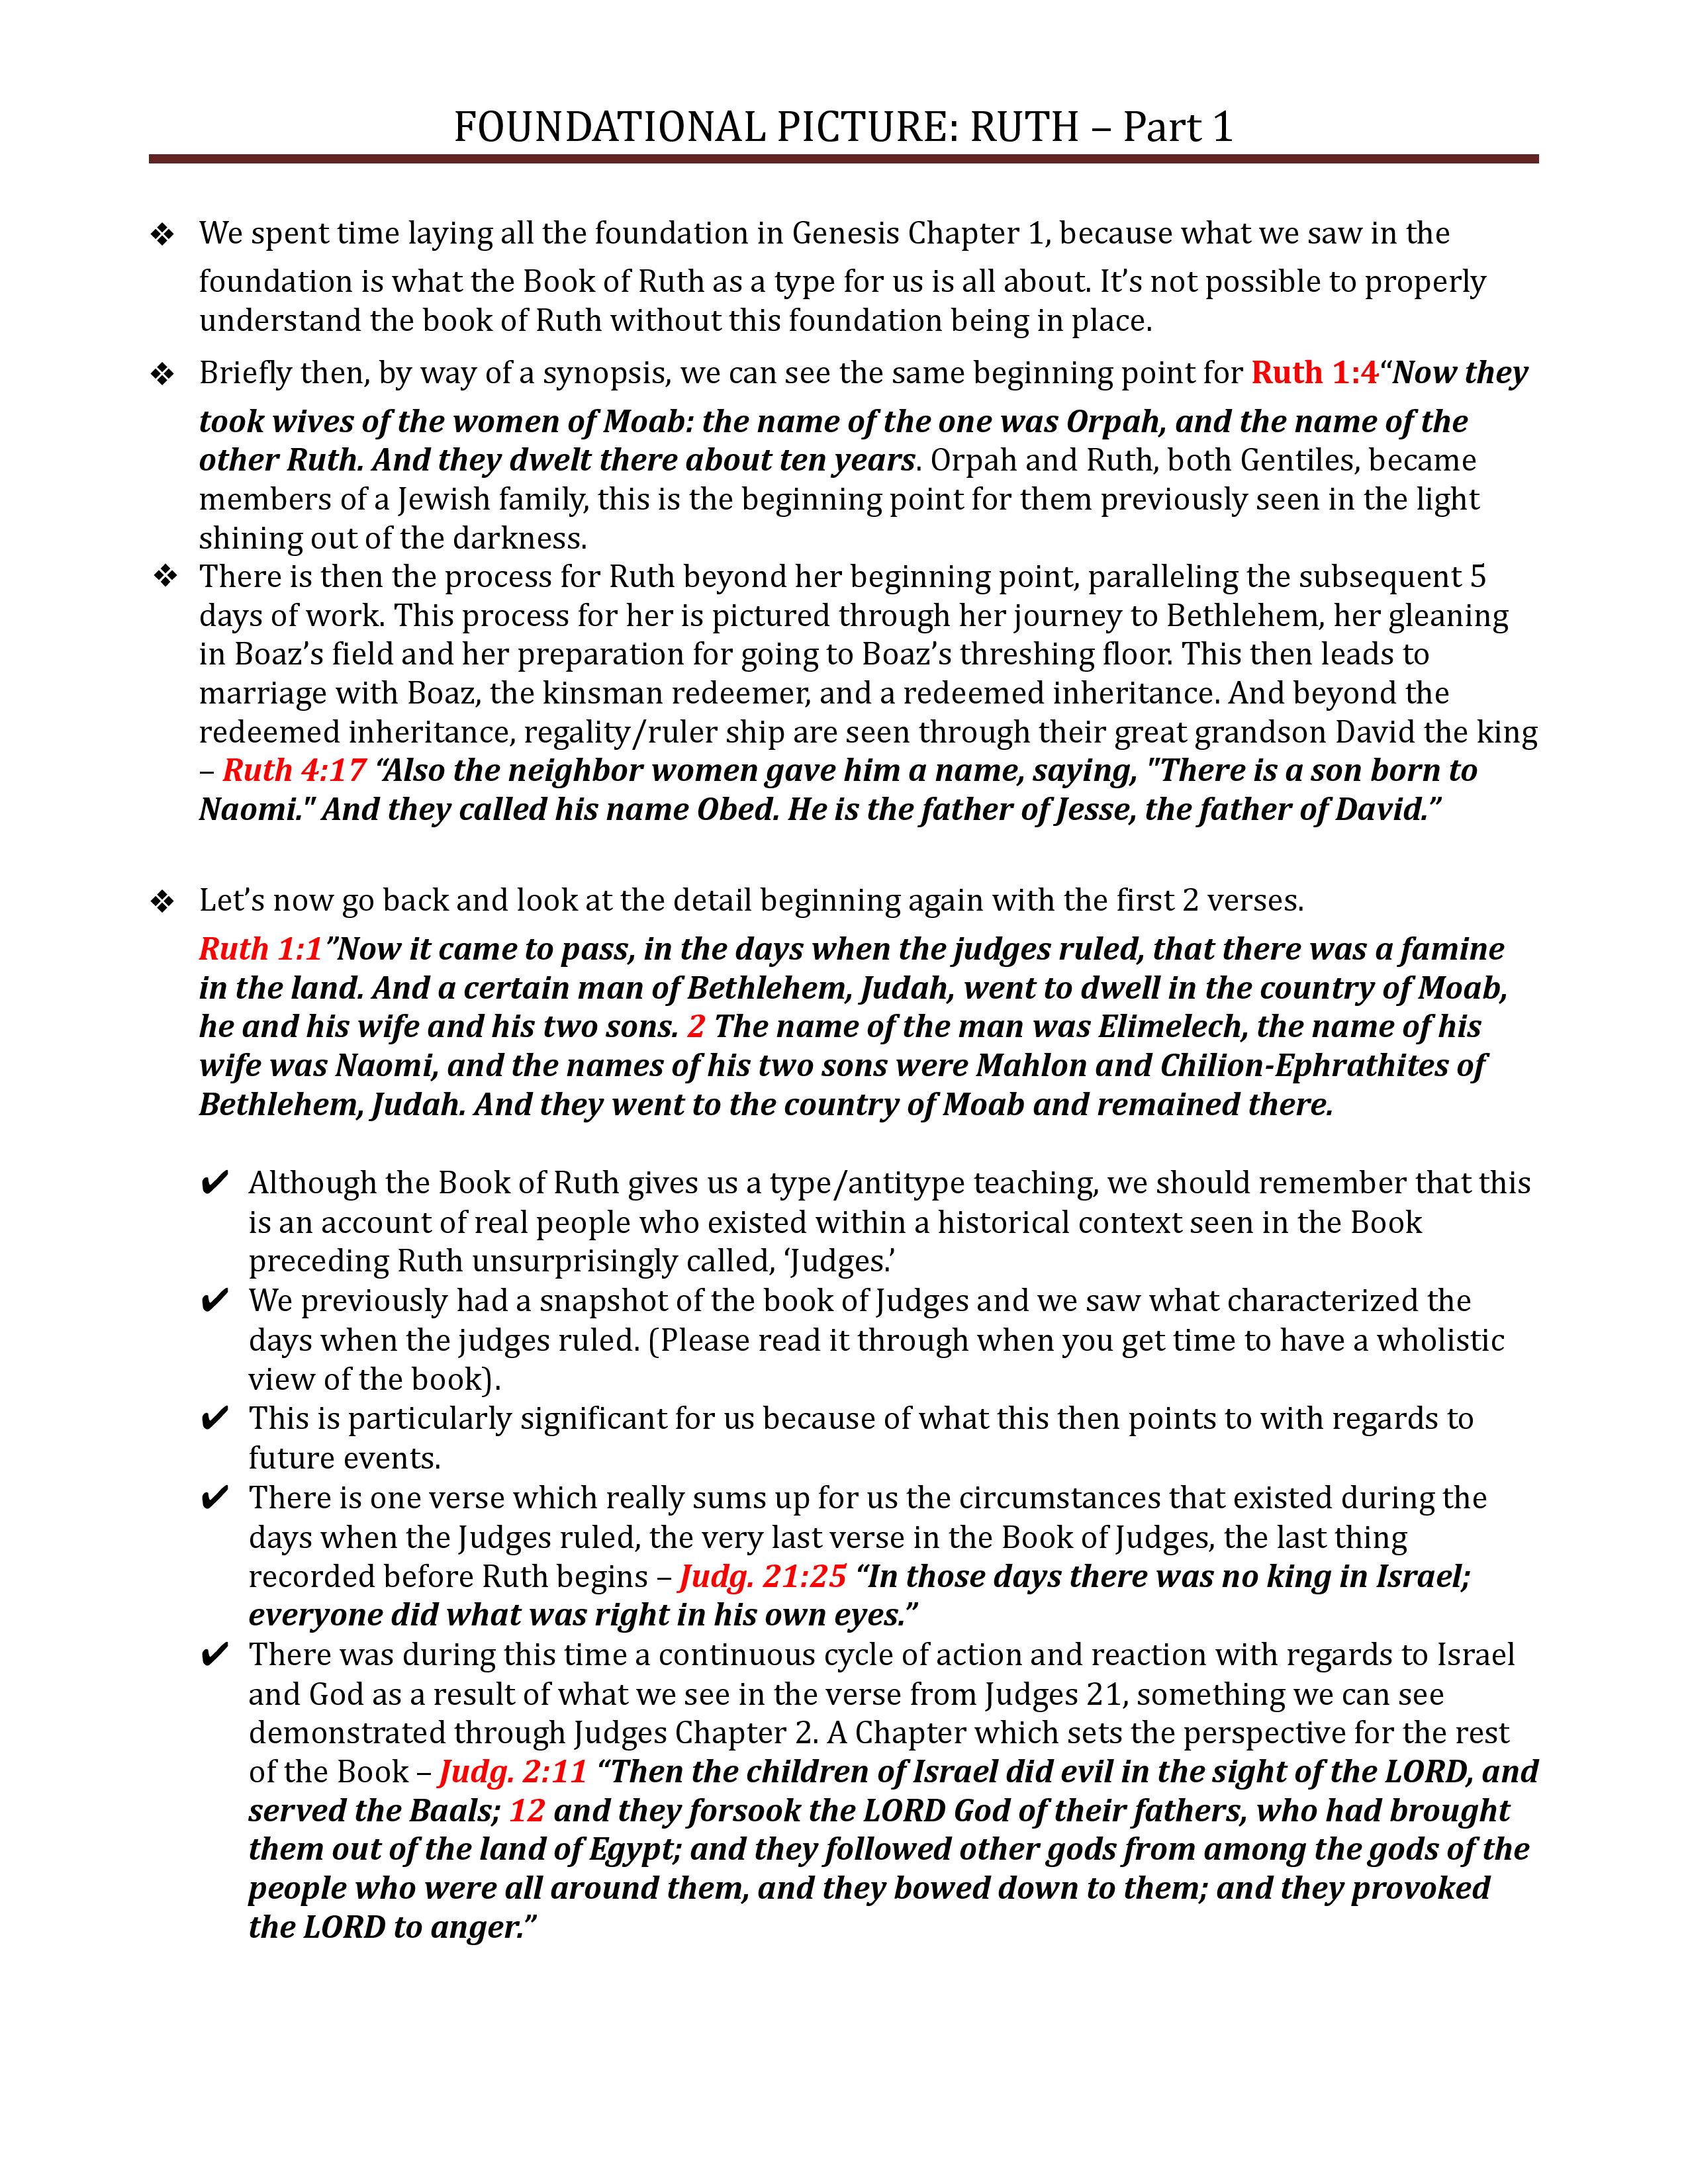 FOUNDATIONAL PICTURE: RUTH – Part 1
❖ We spent time laying all the foundation in Genesis Chapter 1, because what we saw in the
foundation is what the Book of Ruth as a type for us is all about. It’s not possible to properly
understand the book of Ruth without this foundation being in place.
❖ Briefly then, by way of a synopsis, we can see the same beginning point for Ruth 1:4“Now they
took wives of the women of Moab: the name of the one was Orpah, and the name of the
other Ruth. And they dwelt there about ten years. Orpah and Ruth, both Gentiles, became
members of a Jewish family, this is the beginning point for them previously seen in the light
shining out of the darkness.
❖ There is then the process for Ruth beyond her beginning point, paralleling the subsequent 5
days of work. This process for her is pictured through her journey to Bethlehem, her gleaning
in Boaz’s field and her preparation for going to Boaz’s threshing floor. This then leads to
marriage with Boaz, the kinsman redeemer, and a redeemed inheritance. And beyond the
redeemed inheritance, regality/ruler ship are seen through their great grandson David the king
– Ruth 4:17 “Also the neighbor women gave him a name, saying, "There is a son born to
Naomi." And they called his name Obed. He is the father of Jesse, the father of David.”
❖ Let’s now go back and look at the detail beginning again with the first 2 verses.
Ruth 1:1”Now it came to pass, in the days when the judges ruled, that there was a famine
in the land. And a certain man of Bethlehem, Judah, went to dwell in the country of Moab,
he and his wife and his two sons. 2 The name of the man was Elimelech, the name of his
wife was Naomi, and the names of his two sons were Mahlon and Chilion-Ephrathites of
Bethlehem, Judah. And they went to the country of Moab and remained there.
✔ Although the Book of Ruth gives us a type/antitype teaching, we should remember that this
is an account of real people who existed within a historical context seen in the Book
preceding Ruth unsurprisingly called, ‘Judges.’
✔ We previously had a snapshot of the book of Judges and we saw what characterized the
days when the judges ruled. (Please read it through when you get time to have a wholistic
view of the book).
✔ This is particularly significant for us because of what this then points to with regards to
future events.
✔ There is one verse which really sums up for us the circumstances that existed during the
days when the Judges ruled, the very last verse in the Book of Judges, the last thing
recorded before Ruth begins – Judg. 21:25 “In those days there was no king in Israel;
everyone did what was right in his own eyes.”
✔ There was during this time a continuous cycle of action and reaction with regards to Israel
and God as a result of what we see in the verse from Judges 21, something we can see
demonstrated through Judges Chapter 2. A Chapter which sets the perspective for the rest
of the Book – Judg. 2:11 “Then the children of Israel did evil in the sight of the LORD, and
served the Baals; 12 and they forsook the LORD God of their fathers, who had brought
them out of the land of Egypt; and they followed other gods from among the gods of the
people who were all around them, and they bowed down to them; and they provoked
the LORD to anger.”